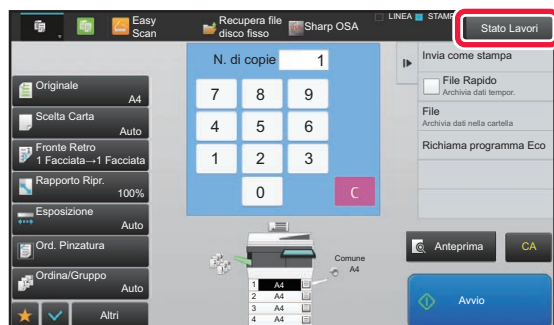 Easy
Scan
Recupera file
disco fisso
Sharp OSA
LINEA
STAMP
Stato Lavori
N. di copie
1
Originale
A4
Scelta Carta
Auto
Fronte Retro
1 Facciata→1 Facciata
Rapporto Ripr.
100%
Esposizione
Auto
Ord. Pinzatura
Ordina/Gruppo
Auto
Altri
7 8 9
4 5 6
1 2 3
0 C
Comune
A4
1 A4
2 A4
3 A4
4 A4
Invia come stampa
File Rapido
Archivia dati tempor.
File
Archivia dati nella cartella
Richiama programma Eco
Anteprima
CA
Avvio